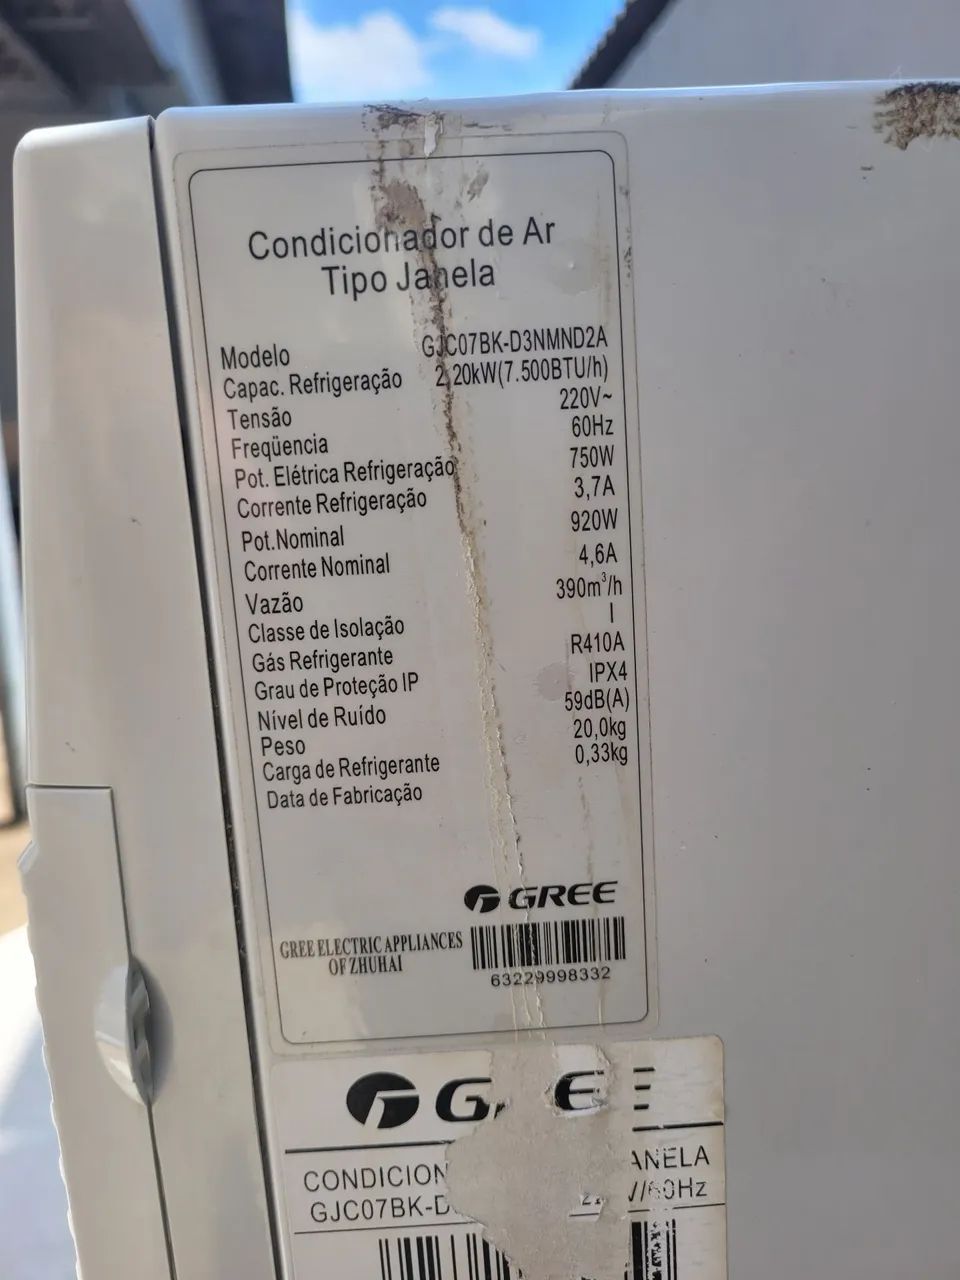 Condicionador de Ar
Tipo Janela
Modelo GJC07BK-D3NMND2A
Capac. Refrigeração 2,20kW(7.500BTU/h)
Tensão 220V~
Freqüencia 60Hz
Pot. Elétrica Refrigeração 750W
Corrente Refrigeração 3,7A
Pot.Nominal 920W
Corrente Nominal 4,6A
Vazão 390m³/h
Classe de Isolação I
Gás Refrigerante R410A
Grau de Proteção IP IPX4
Nível de Ruído 59dB(A)
Peso 20,0kg
Carga de Refrigerante 0,33kg
Data de Fabricação
GREE
GREE ELECTRIC APPLIANCES
OF ZHUHAI
63229998332
GREE
CONDICION ANELA
GJC07BK-D V/60Hz